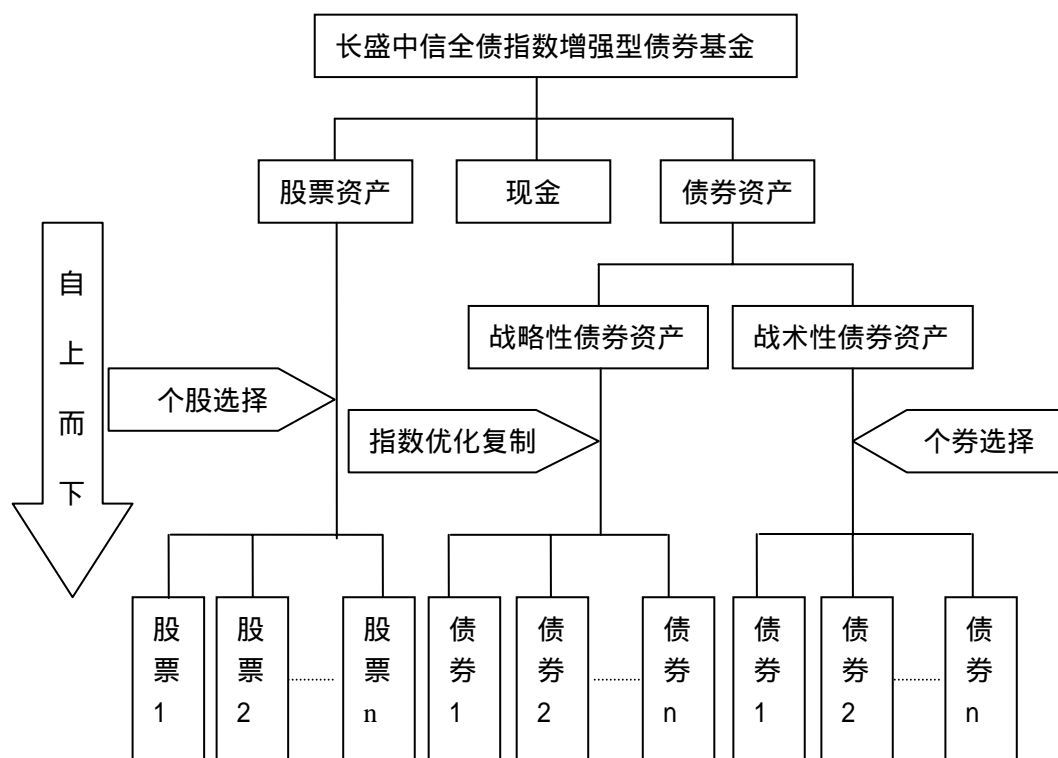 长盛中信全债指数增强型债券基金
股票资产
现金
债券资产
自上而下
战略性债券资产
战术性债券资产
个股选择
指数优化复制
个券选择
股票1
股票2
股票n
债券1
债券2
债券n
债券1
债券2
债券n